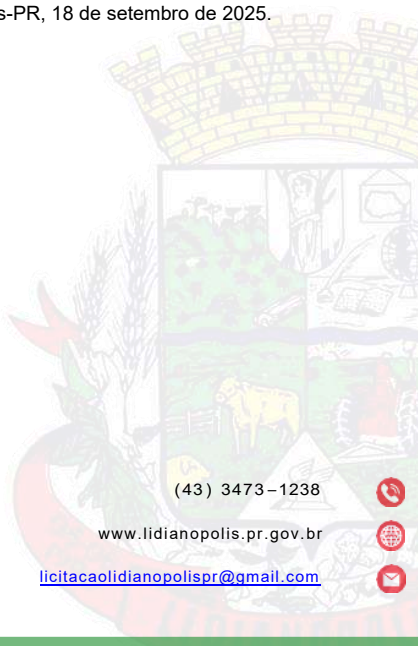 s-PR, 18 de setembro de 2025.
(43) 3473–1238
www.lidianopolis.pr.gov.br
licitacaolidianopolispr@gmail.com